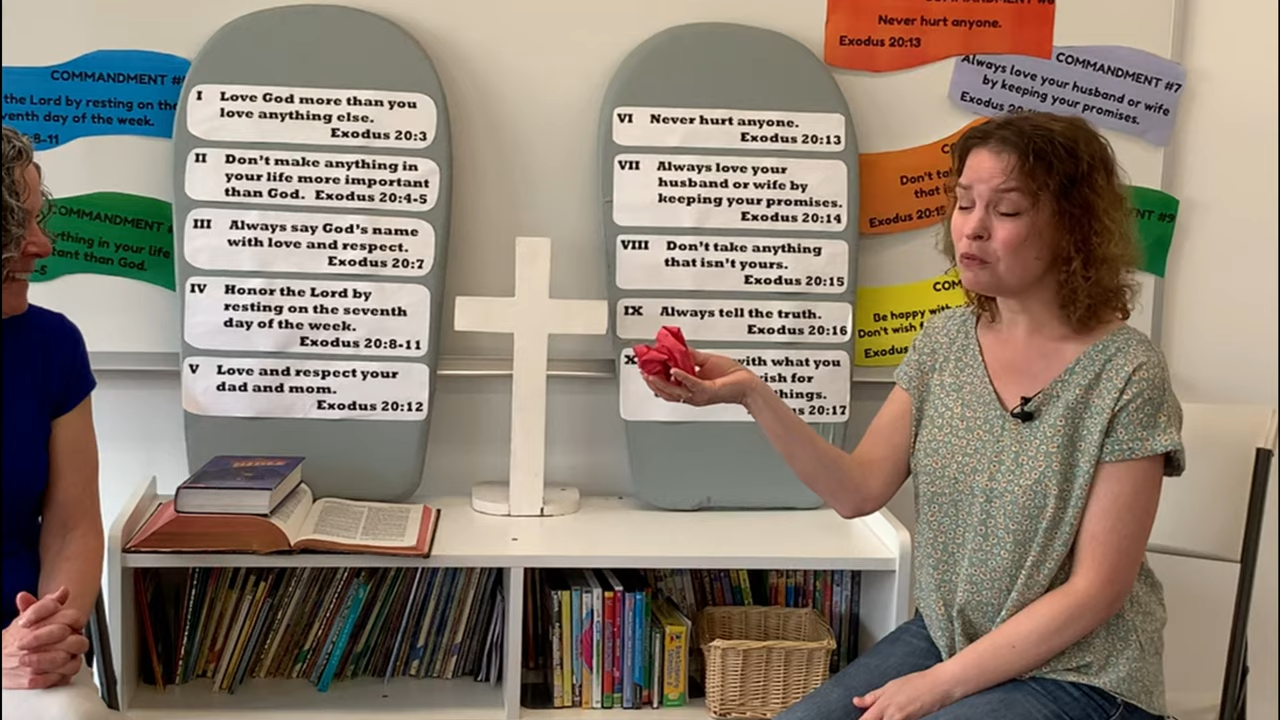 COMMANDMENT #
the Lord by resting on the
venth day of the week.
:8-11
COMMANDMENT #
ything in your life
tant than God.
-5
I Love God more than you
love anything else.
Exodus 20:3
II Don't make anything in
your life more important
than God. Exodus 20:4-5
III Always say God's name
with love and respect.
Exodus 20:7
IV Honor the Lord by
resting on the seventh
day of the week.
Exodus 20:8-11
V Love and respect your
dad and mom.
Exodus 20:12
BIBLE
VI Never hurt anyone.
Exodus 20:13
VII Always love your
husband or wife by
keeping your promises.
Exodus 20:14
VIII Don't take anything
that isn't yours.
Exodus 20:15
IX Always tell the truth.
Exodus 20:16
X with what you
ish for
things.
us 20:17
COMMANDMENT #6
Never hurt anyone.
Exodus 20:13
COMMANDMENT #7
Always love your husband or wife
by keeping your promises.
Exodus 20:
CO
Don't ta
that i
Exodus 20:15
COM
Be happy with
Don't wish f
Exodus
NT #9